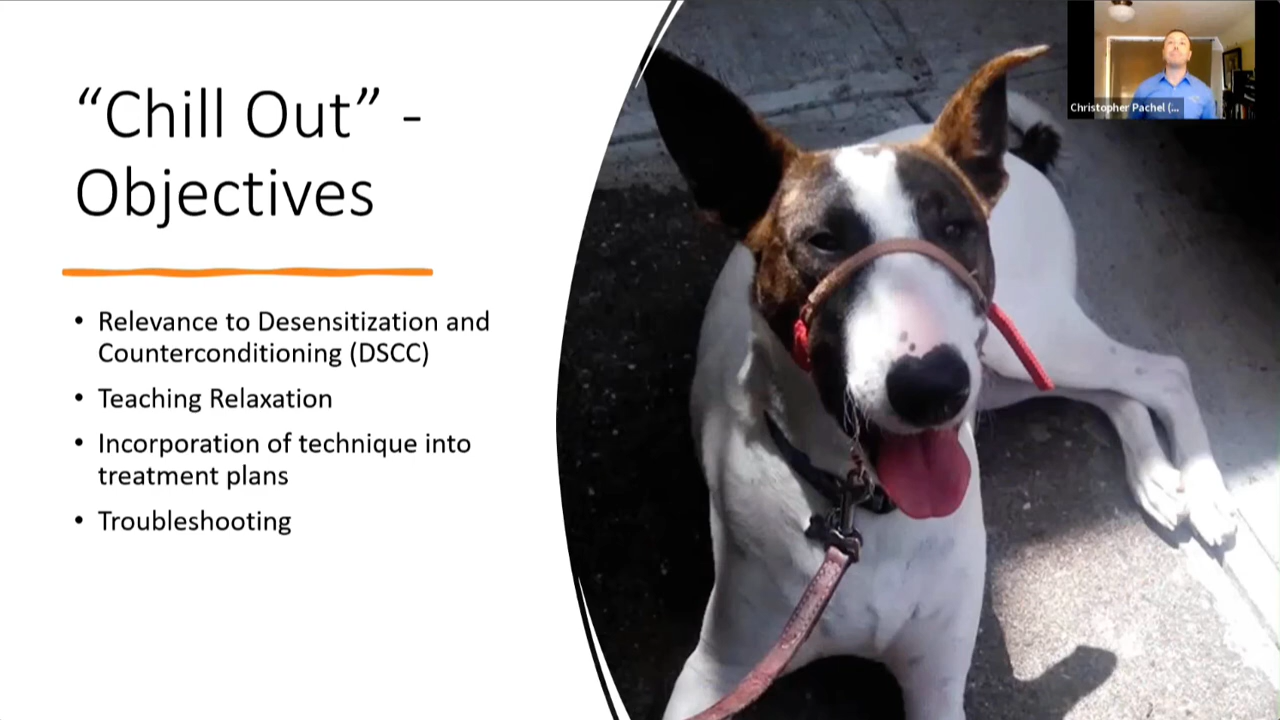 “Chill Out” -
Objectives
• Relevance to Desensitization and
Counterconditioning (DSCC)
• Teaching Relaxation
• Incorporation of technique into
treatment plans
• Troubleshooting
Christopher Pachel (...